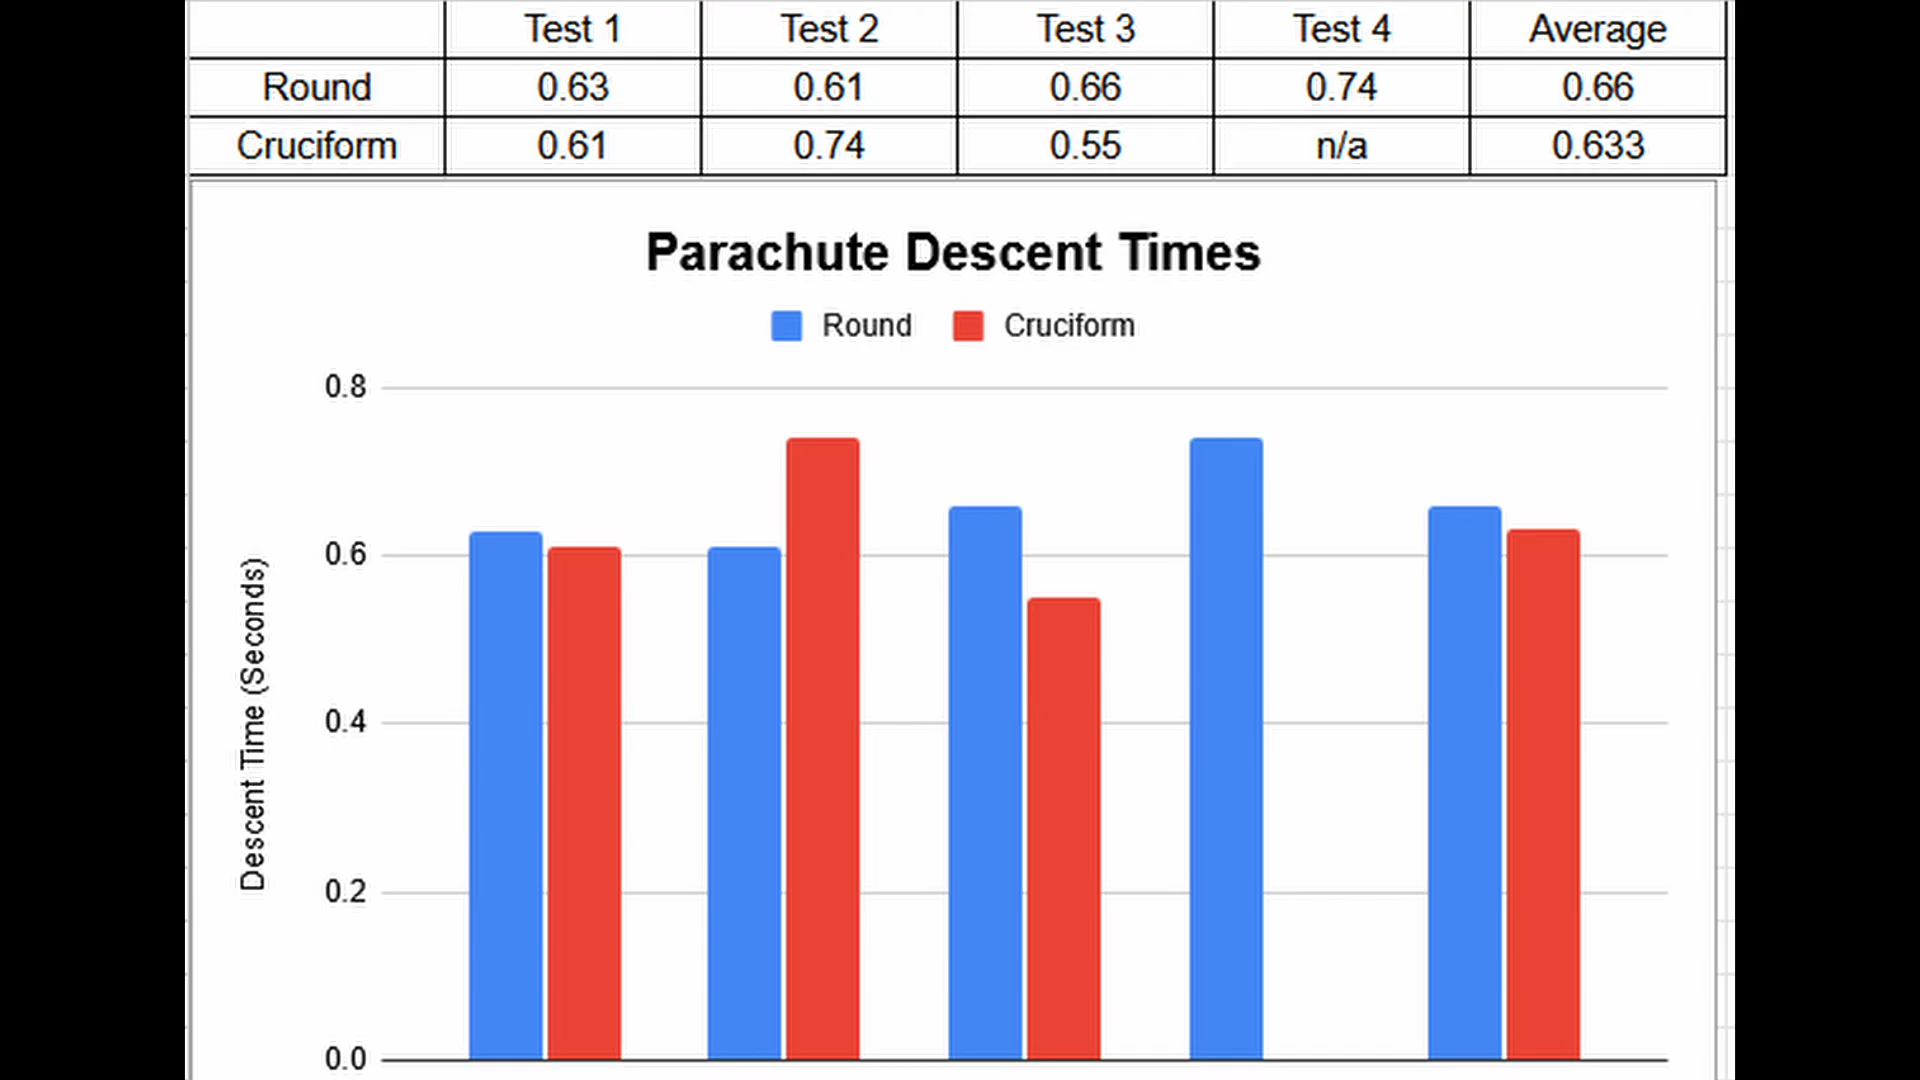 Test 1 Test 2 Test 3 Test 4 Average
Round 0.63 0.61 0.66 0.74 0.66
Cruciform 0.61 0.74 0.55 n/a 0.633
Parachute Descent Times
Round Cruciform
0.8
0.6
0.4
0.2
0.0
Descent Time (Seconds)